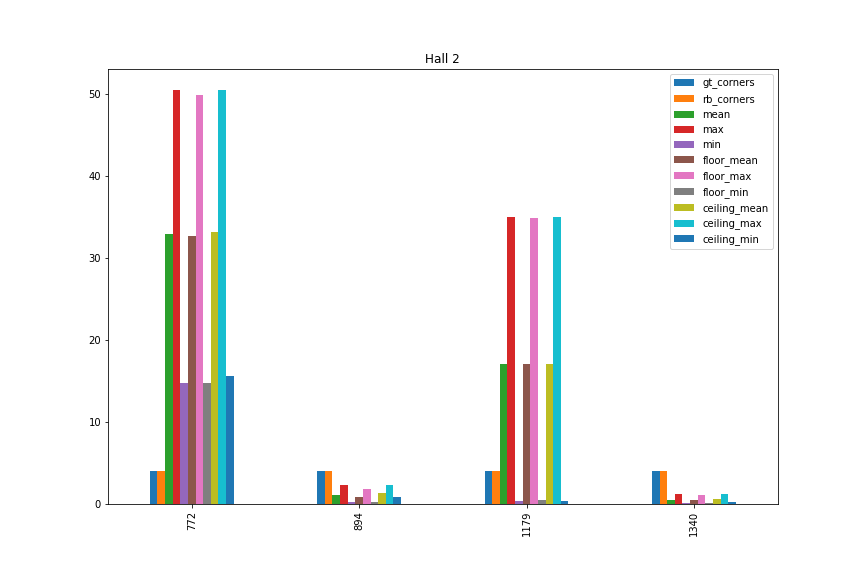 Hall 2
gt_corners
rb_corners
mean
max
min
floor_mean
floor_max
floor_min
ceiling_mean
ceiling_max
ceiling_min
50
40
30
20
10
0
772
894
1179
1340